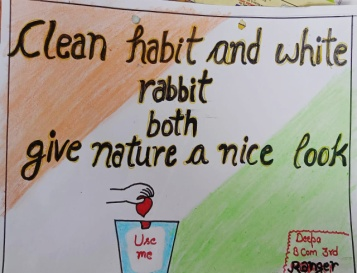 Clean habit and white
rabbit
both
give nature a nice look
Use
me
Deepa
B Com 3rd
Ranger